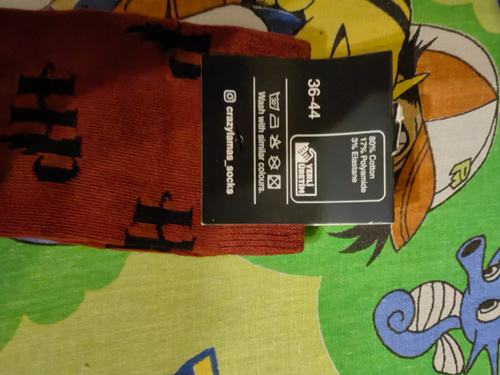 36-44
80% Cotton
17% Polyamide
3% Elastane
YERLİ
ÜRETİM
Wash with similar colours.
crazylamas_socks